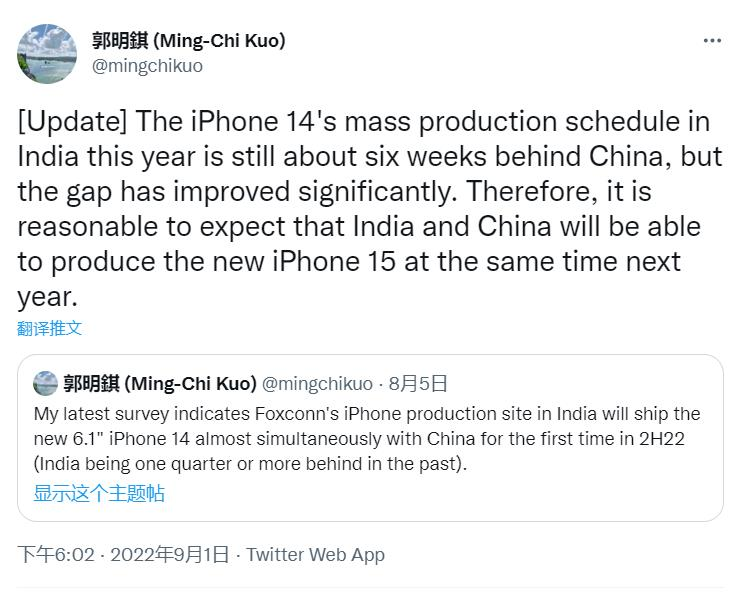 郭明錤 (Ming-Chi Kuo)
@mingchikuo
[Update] The iPhone 14's mass production schedule in
India this year is still about six weeks behind China, but
the gap has improved significantly. Therefore, it is
reasonable to expect that India and China will be able
to produce the new iPhone 15 at the same time next
year.
翻译推文
郭明錤 (Ming-Chi Kuo) @mingchikuo · 8月5日
My latest survey indicates Foxconn's iPhone production site in India will ship the
new 6.1" iPhone 14 almost simultaneously with China for the first time in 2H22
(India being one quarter or more behind in the past).
显示这个主题帖
下午6:02 · 2022年9月1日 · Twitter Web App